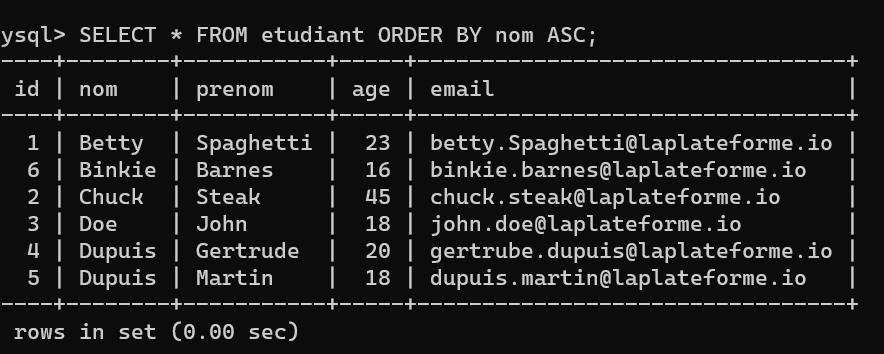 ysql> SELECT * FROM etudiant ORDER BY nom ASC;
----+--------+-----------+-----+---------------------------------+
 id | nom    | prenom    | age | email                           |
----+--------+-----------+-----+---------------------------------+
  1 | Betty  | Spaghetti |  23 | betty.Spaghetti@laplateforme.io |
  6 | Binkie | Barnes    |  16 | binkie.barnes@laplateforme.io   |
  2 | Chuck  | Steak     |  45 | chuck.steak@laplateforme.io     |
  3 | Doe    | John      |  18 | john.doe@laplateforme.io        |
  4 | Dupuis | Gertrude  |  20 | gertrube.dupuis@laplateforme.io |
  5 | Dupuis | Martin    |  18 | dupuis.martin@laplateforme.io   |
----+--------+-----------+-----+---------------------------------+
 rows in set (0.00 sec)